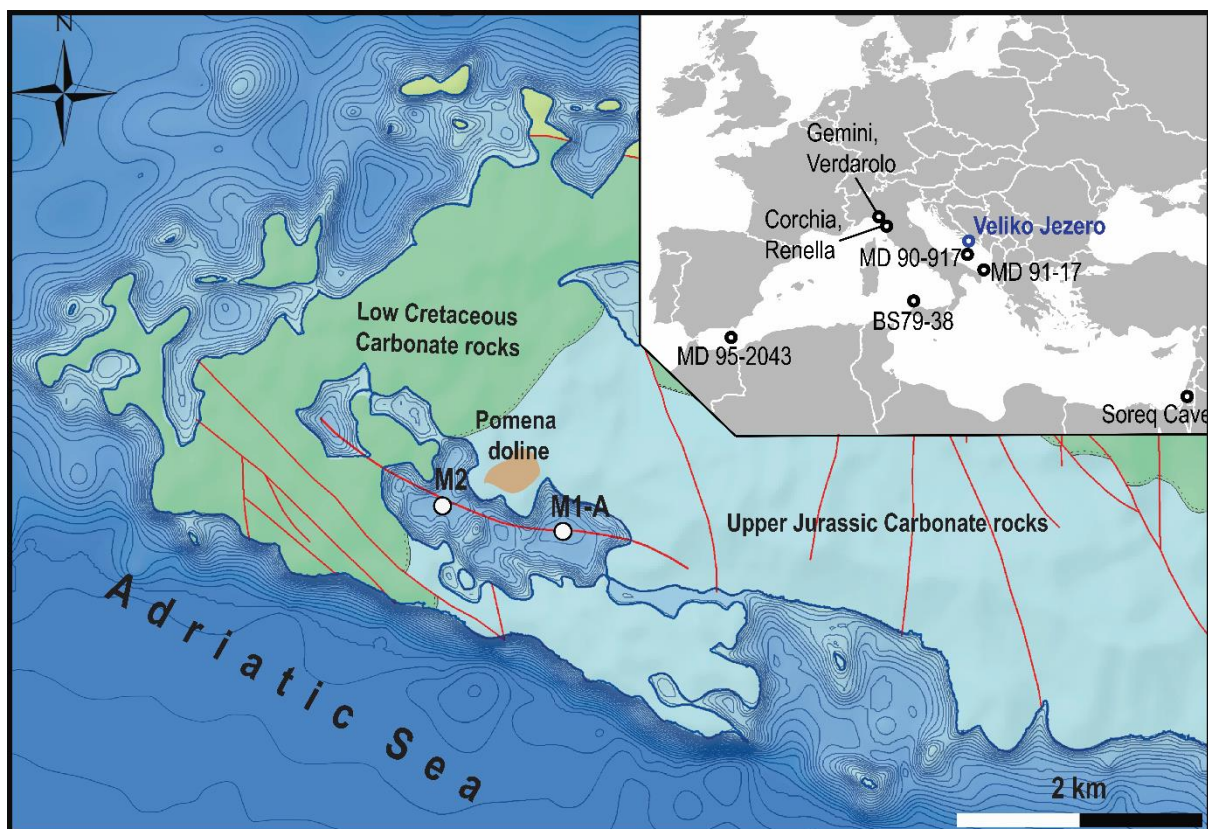 N
Gemini,
Verdarolo
Corchia,
Renella
Veliko Jezero
MD 90-917
MD 91-17
BS79-38
MD 95-2043
Soreq Cave
Low Cretaceous
Carbonate rocks
Pomena
doline
M2
M1-A
Upper Jurassic Carbonate rocks
Adriatic Sea
2 km